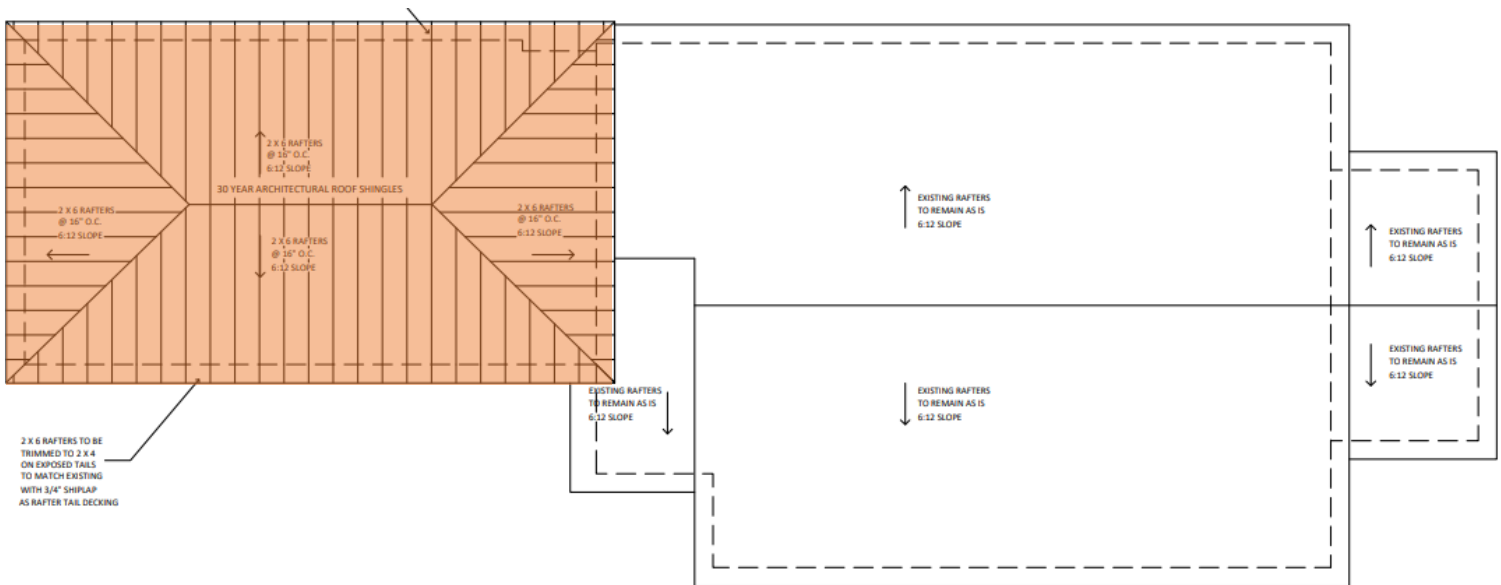 2 X 6 RAFTERS
@ 16" O.C.
6:12 SLOPE
30 YEAR ARCHITECTURAL ROOF SHINGLES
2 X 6 RAFTERS
@ 16" O.C.
6:12 SLOPE
2 X 6 RAFTERS
@ 16" O.C.
6:12 SLOPE
2 X 6 RAFTERS
@ 16" O.C.
6:12 SLOPE
EXISTING RAFTERS
TO REMAIN AS IS
6:12 SLOPE
EXISTING RAFTERS
TO REMAIN AS IS
6:12 SLOPE
EXISTING RAFTERS
TO REMAIN AS IS
6:12 SLOPE
EXISTING RAFTERS
TO REMAIN AS IS
6:12 SLOPE
EXISTING RAFTERS
TO REMAIN AS IS
6:12 SLOPE
2 X 6 RAFTERS TO BE
TRIMMED TO 2 X 4
ON EXPOSED TAILS
TO MATCH EXISTING
WITH 3/4" SHIPLAP
AS RAFTER TAIL DECKING